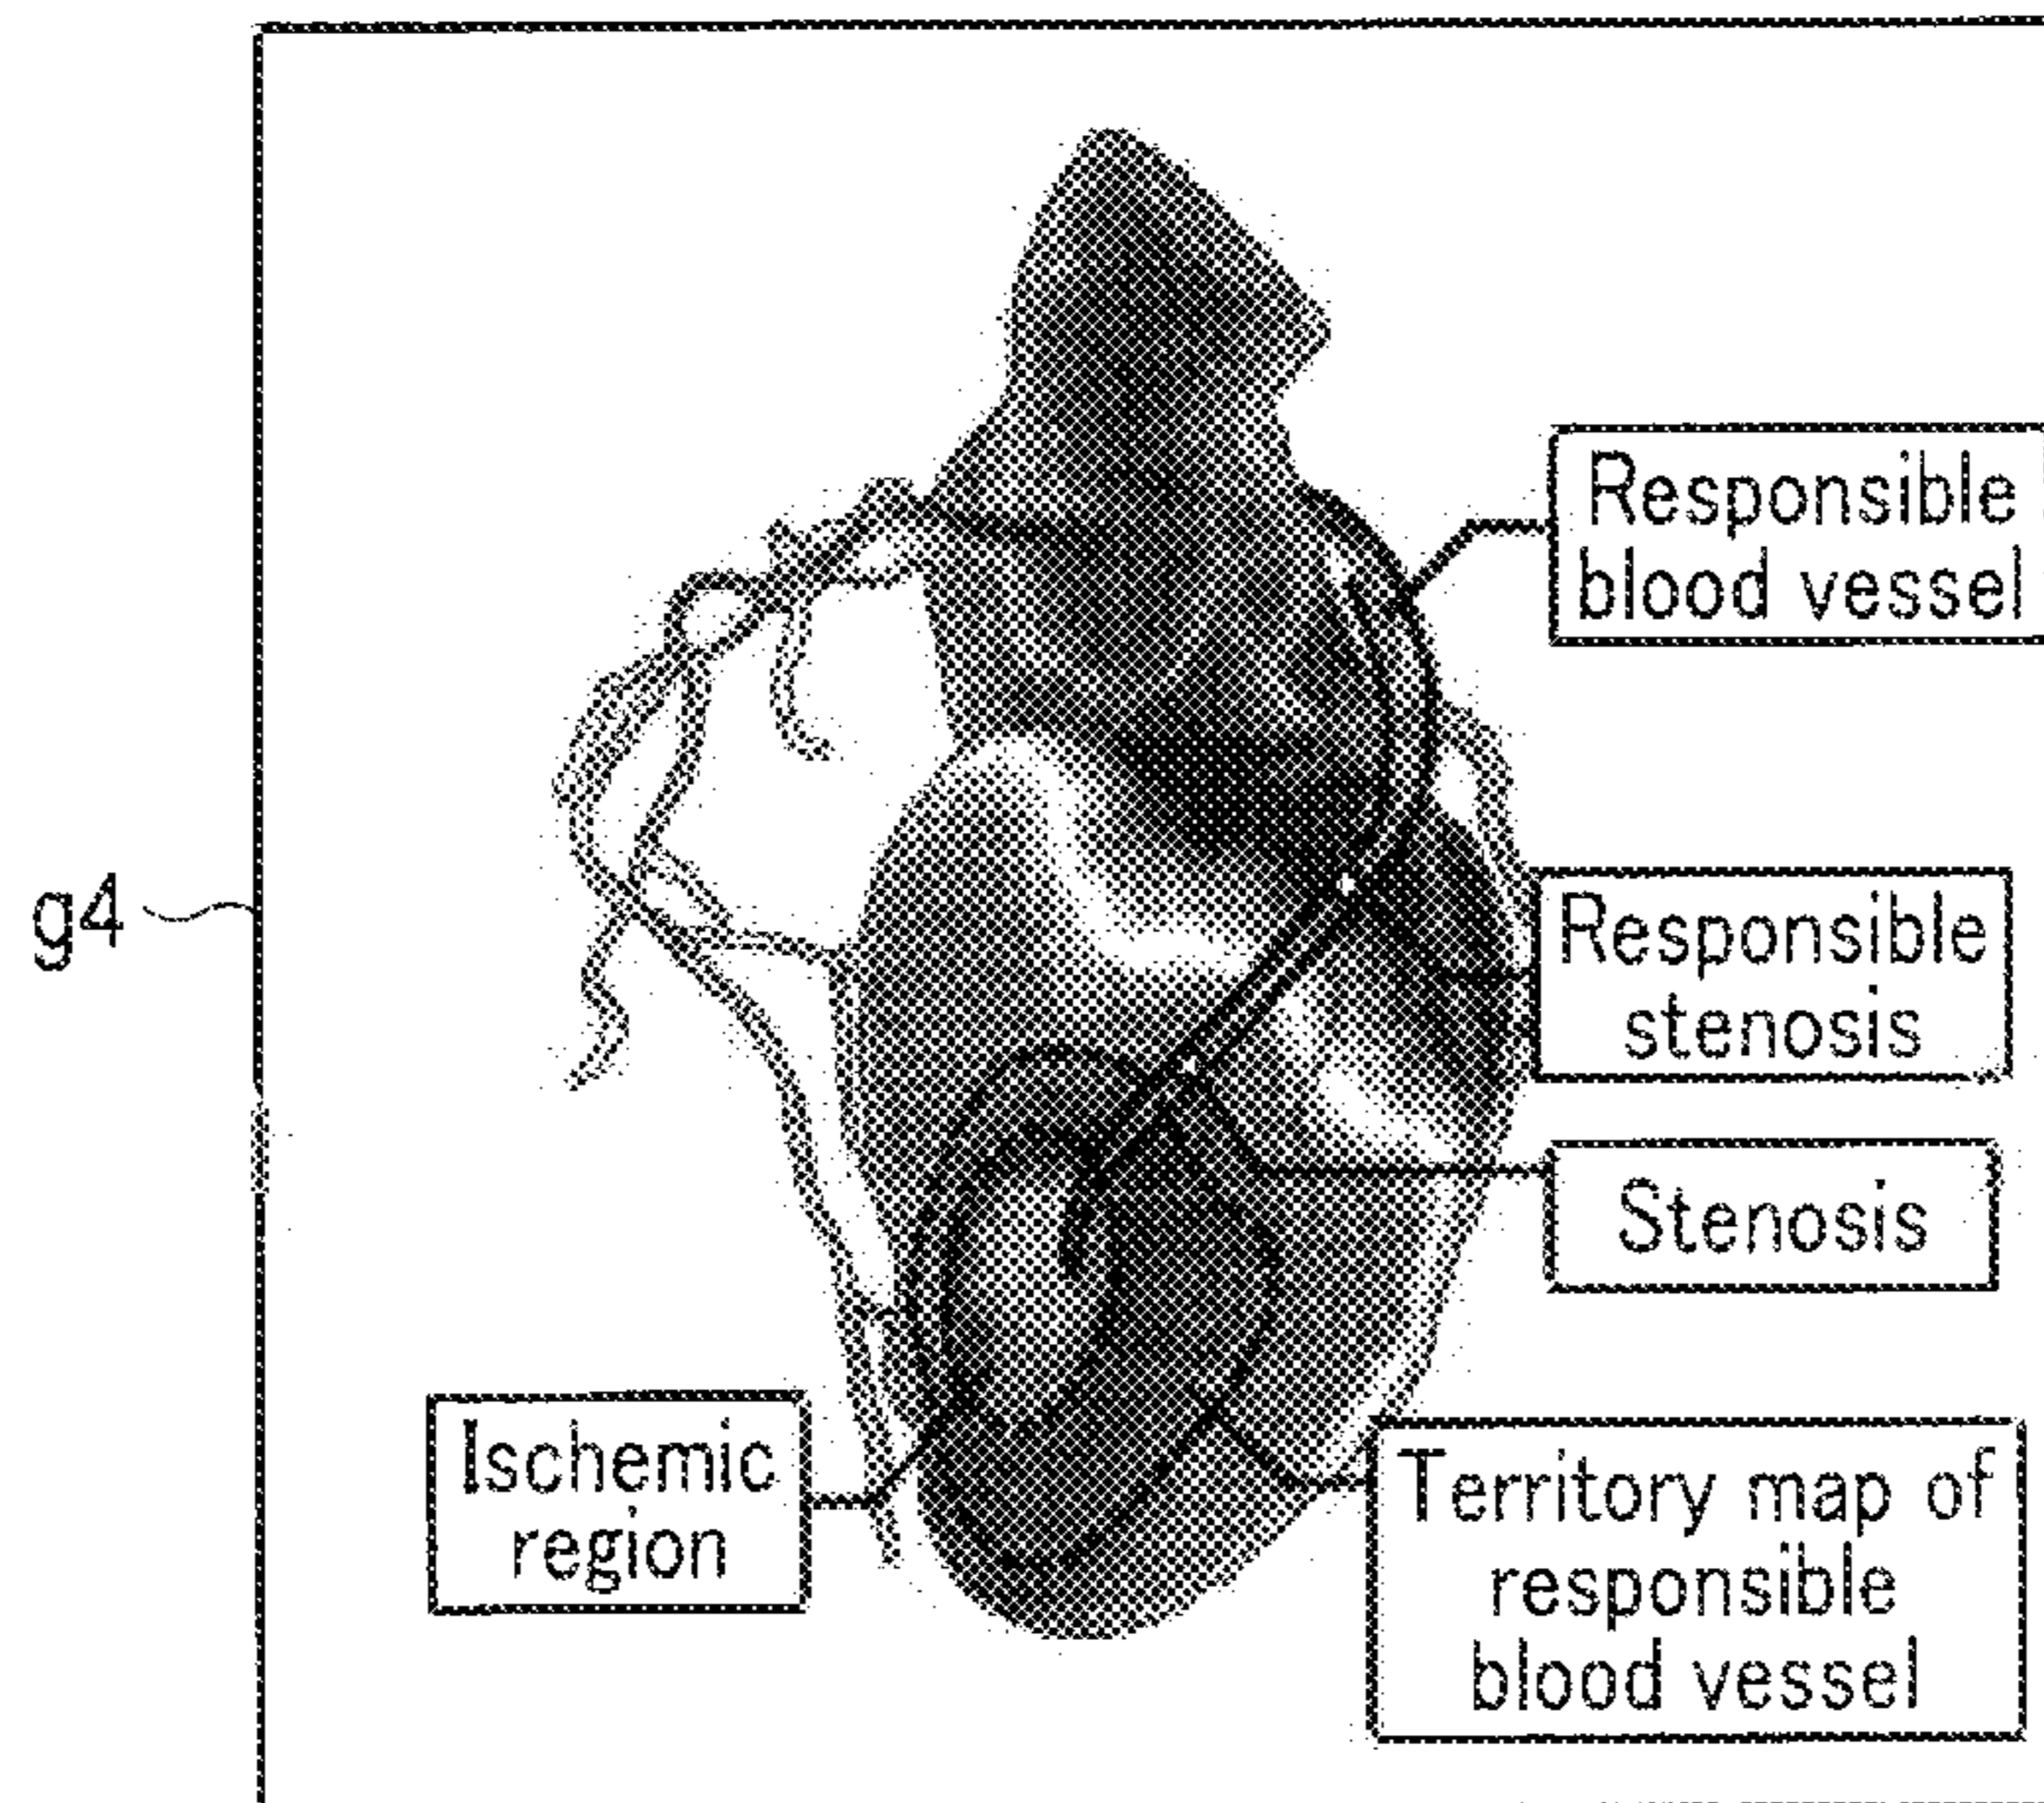 Responsible
blood vessel
g4
Responsible
stenosis
Stenosis
Ischemic
region
Territory map of
responsible
blood vessel